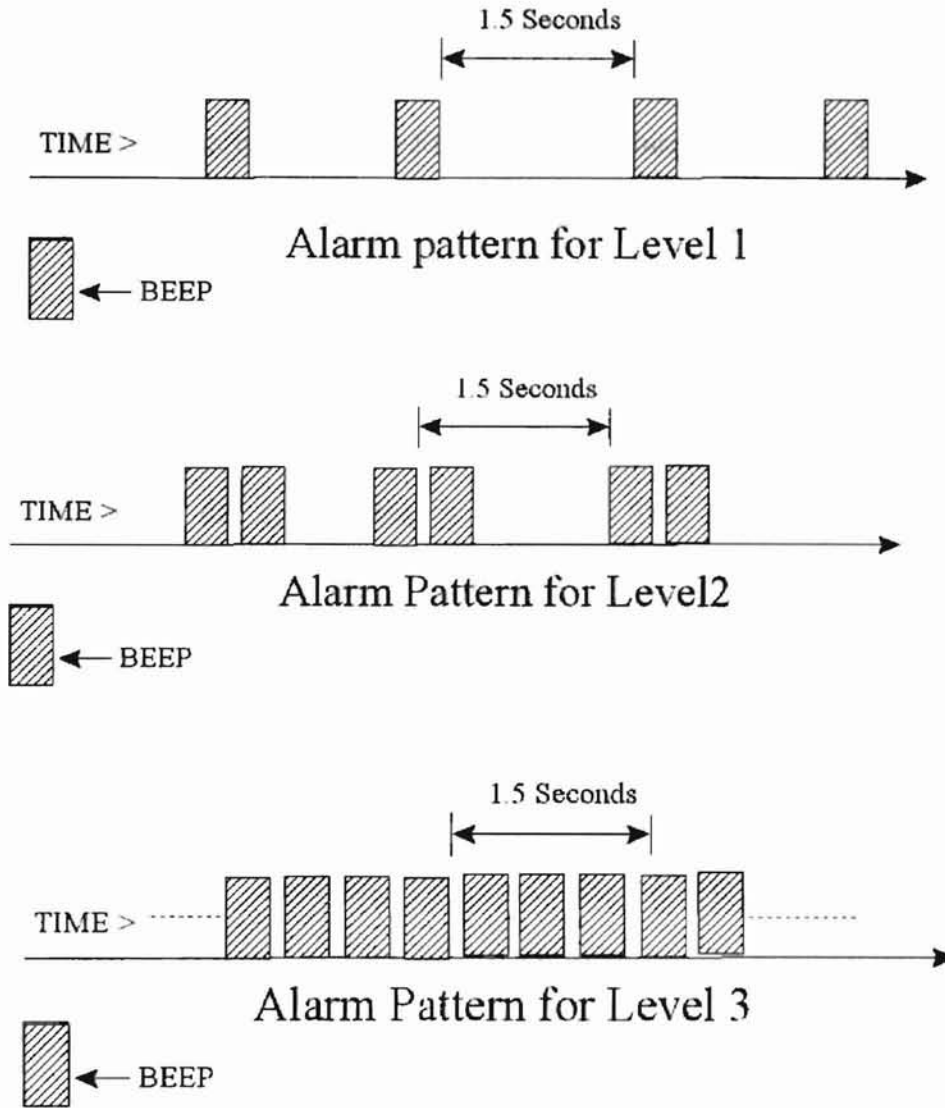 1.5 Seconds
TIME >
Alarm pattern for Level 1
BEEP
1.5 Seconds
TIME >
Alarm Pattern for Level2
BEEP
1.5 Seconds
TIME >
Alarm Pattern for Level 3
BEEP